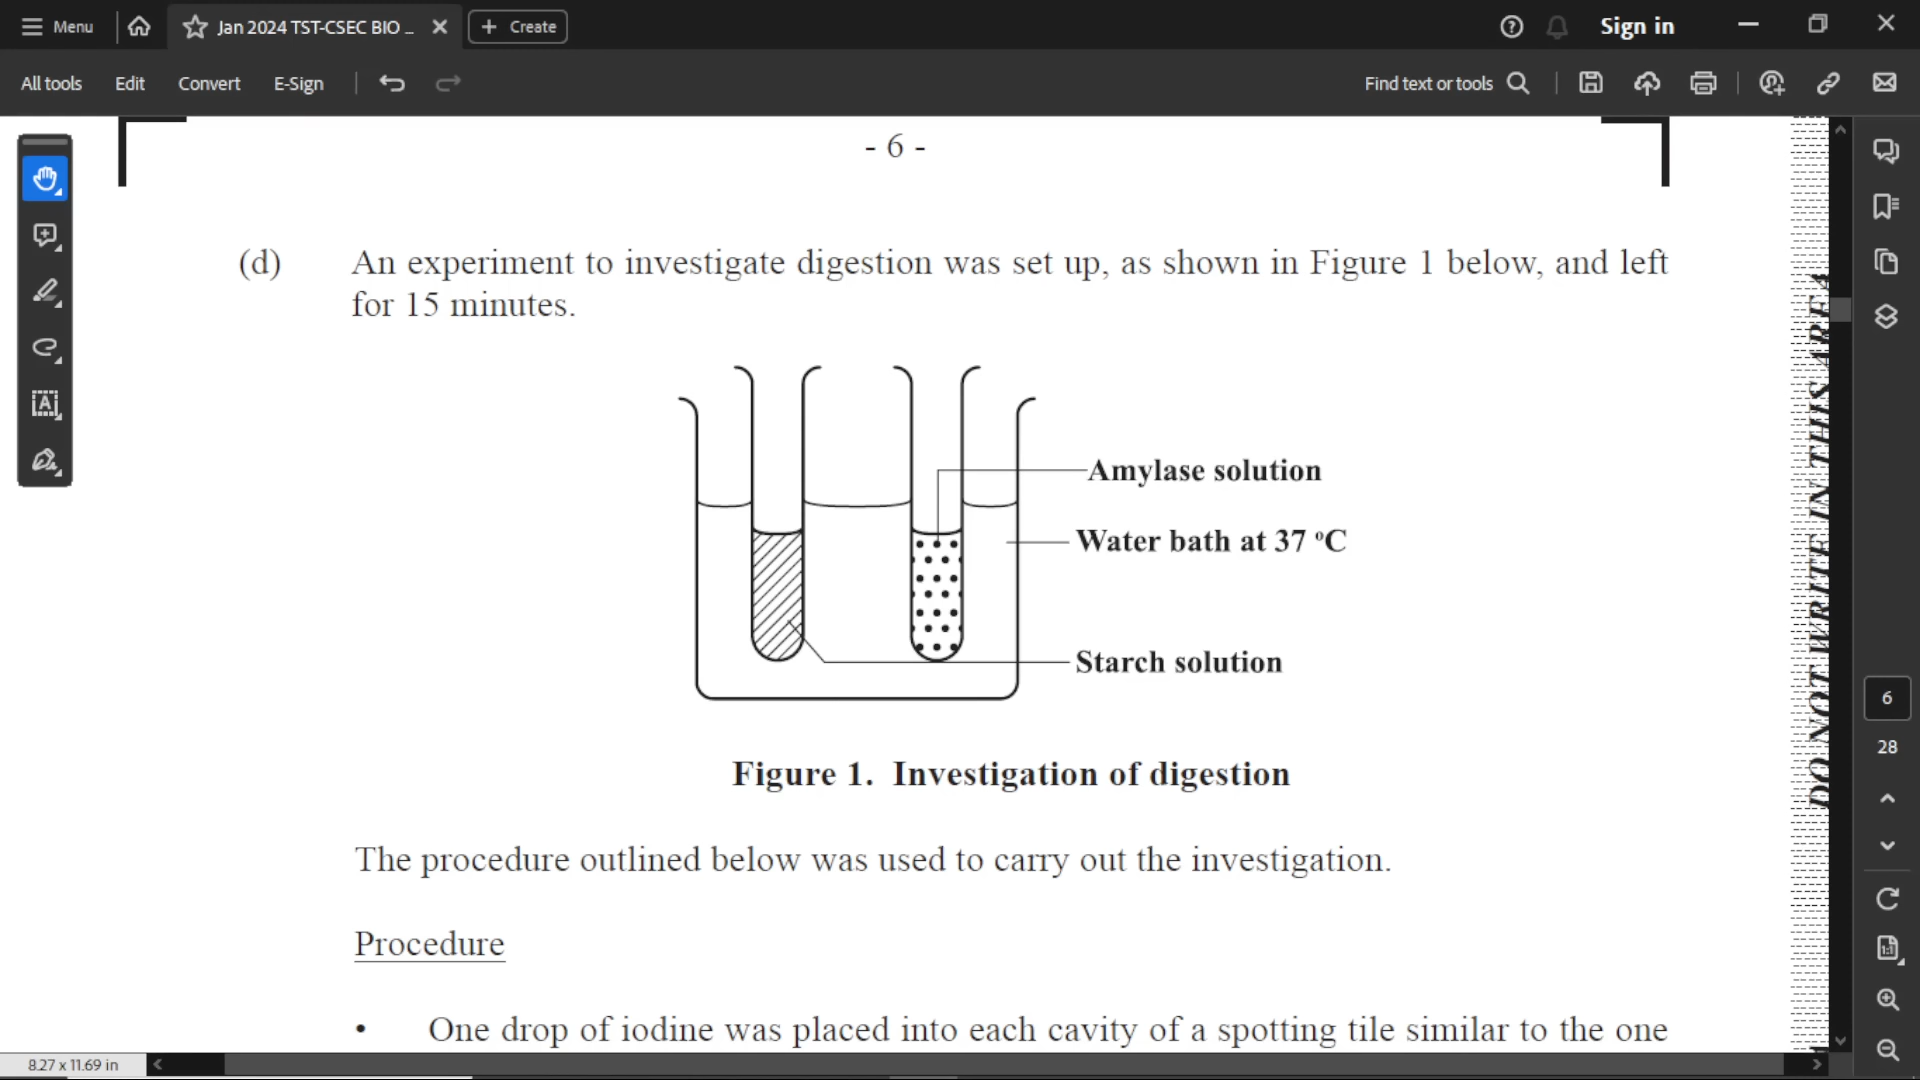 Menu
Jan 2024 TST-CSEC BIO _
Create
Sign in
All tools
Edit
Convert
E-Sign
Find text or tools
- 6 -
(d) An experiment to investigate digestion was set up, as shown in Figure 1 below, and left
for 15 minutes.
Amylase solution
Water bath at 37 °C
Starch solution
Figure 1. Investigation of digestion
The procedure outlined below was used to carry out the investigation.
Procedure
• One drop of iodine was placed into each cavity of a spotting tile similar to the one
DO NOT WRITE IN THIS AREA
6
28
8.27 x 11.69 in